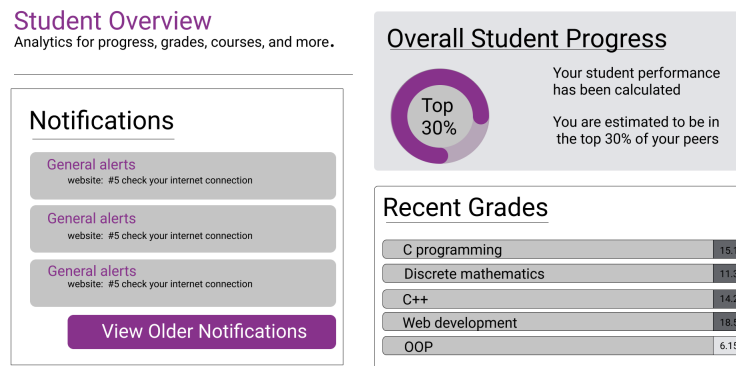 Student Overview
Analytics for progress, grades, courses, and more.
Notifications
General alerts
website: #5 check your internet connection
General alerts
website: #5 check your internet connection
General alerts
website: #5 check your internet connection
View Older Notifications
Overall Student Progress
Top
30%
Your student performance
has been calculated
You are estimated to be in
the top 30% of your peers
Recent Grades
C programming
Discrete mathematics
C++
Web development
OOP 6.15